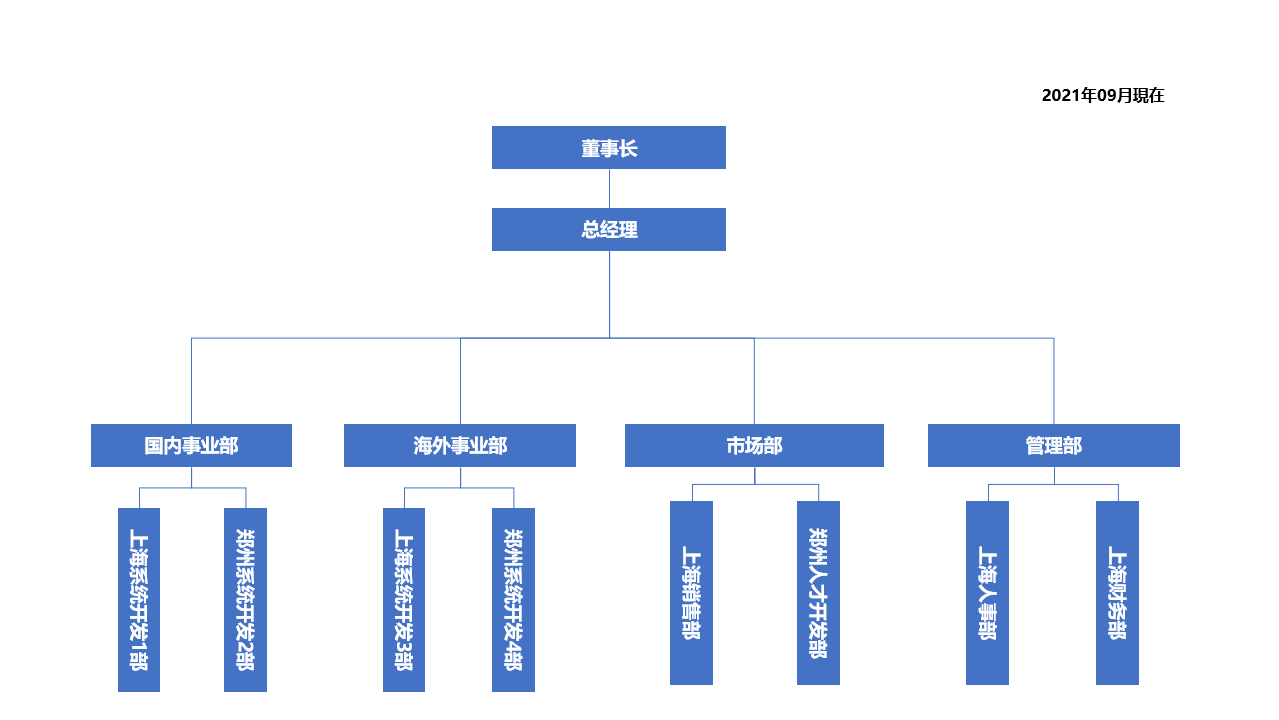 2021年09月現在
董事长
总经理
国内事业部
海外事业部
市场部
管理部
上海系统开发1部
郑州系统开发2部
上海系统开发3部
郑州系统开发4部
上海销售部
郑州人才开发部
上海人事部
上海财务部